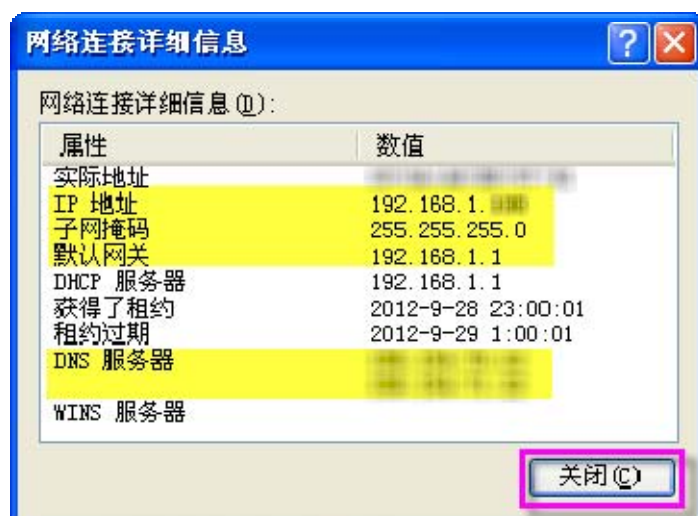 网络连接详细信息
网络连接详细信息(D):
属性 数值
实际地址
IP 地址 192.168.1.
子网掩码 255.255.255.0
默认网关 192.168.1.1
DHCP 服务器 192.168.1.1
获得了租约 2012-9-28 23:00:01
租约过期 2012-9-29 1:00:01
DNS 服务器
WINS 服务器
关闭(C)